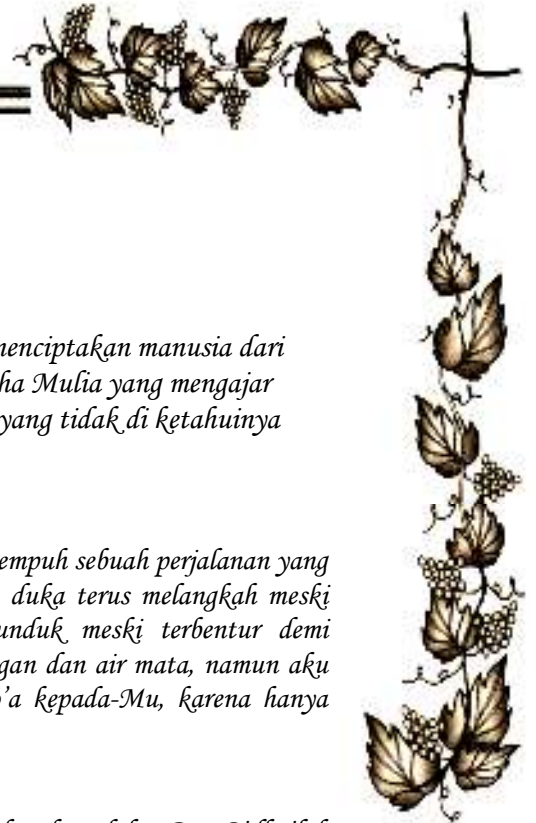 menciptakan manusia dari
ha Mulia yang mengajar
yang tidak di ketahuinya
empuh sebuah perjalanan yang
duka terus melangkah meski
unduk meski terbentur demi
gan dan air mata, namun aku
o'a kepada-Mu, karena hanya